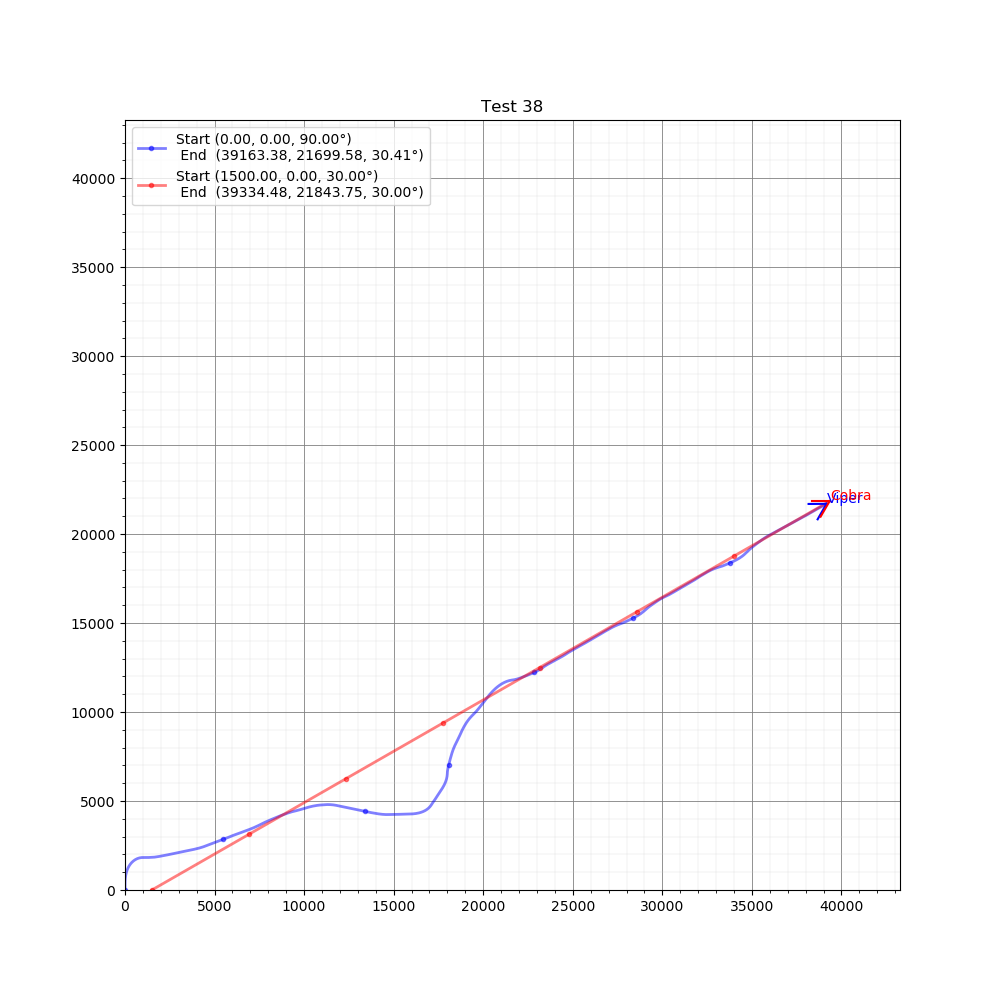 Test 38
Start (0.00, 0.00, 90.00°)
End (39163.38, 21699.58, 30.41°)
Start (1500.00, 0.00, 30.00°)
End (39334.48, 21843.75, 30.00°)
40000
35000
30000
25000
Cobra
Viper
20000
15000
10000
5000
0
0 5000 10000 15000 20000 25000 30000 35000 40000